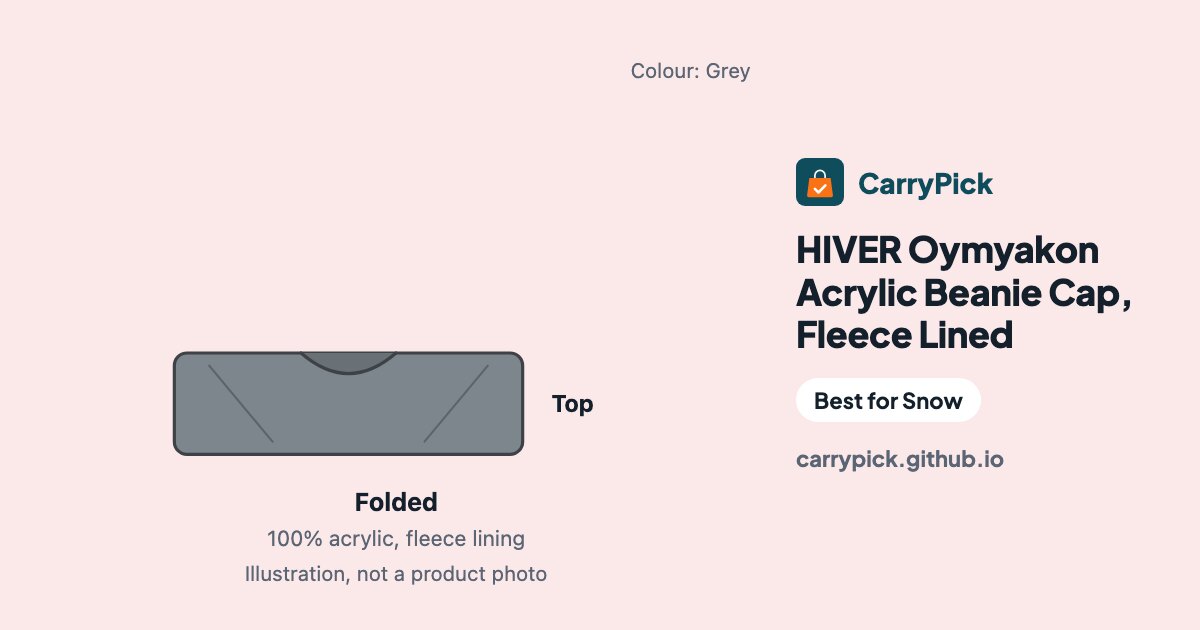 Colour: Grey
CarryPick
HIVER Oymyakon
Acrylic Beanie Cap,
Fleece Lined
Best for Snow
carrypick.github.io
Top
Folded
100% acrylic, fleece lining
Illustration, not a product photo